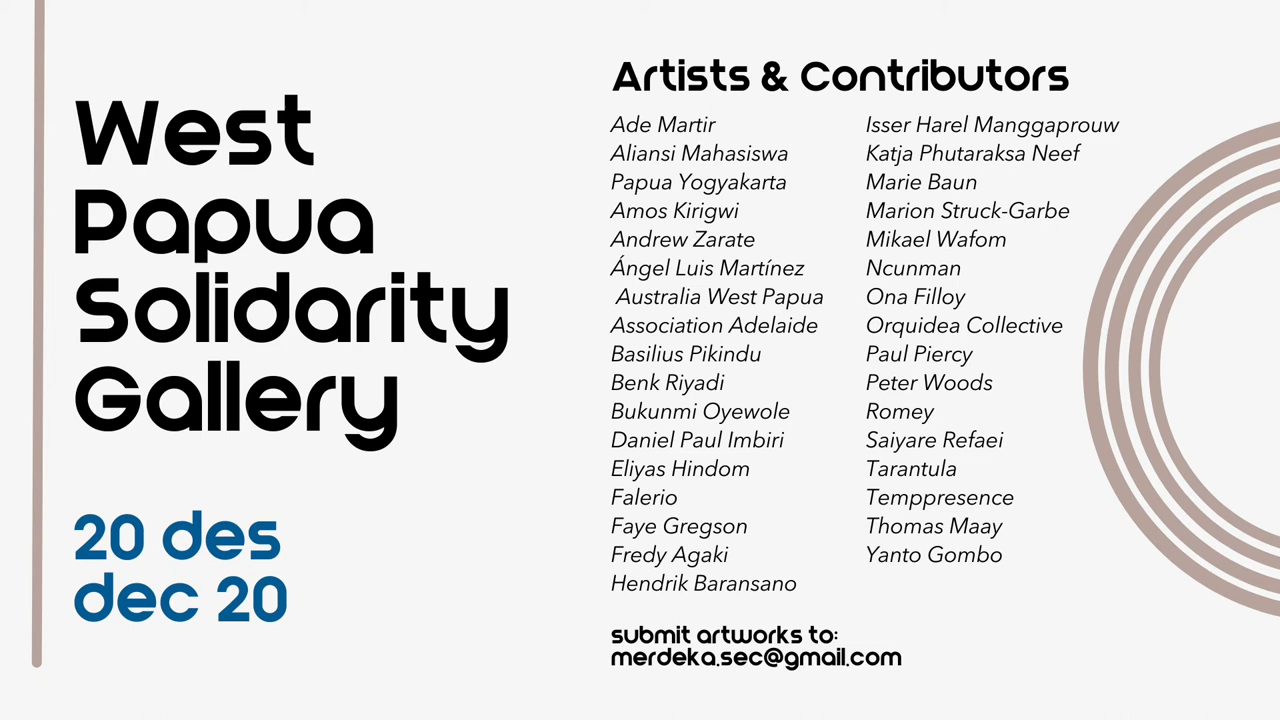 West
Papua
Solidarity
Gallery
20 des
dec 20
Artists & Contributors
Ade Martir
Aliansi Mahasiswa
Papua Yogyakarta
Amos Kirigwi
Andrew Zarate
Ángel Luis Martínez
Australia West Papua
Association Adelaide
Basilius Pikindu
Benk Riyadi
Bukunmi Oyewole
Daniel Paul Imbiri
Eliyas Hindom
Falerio
Faye Gregson
Fredy Agaki
Hendrik Baransano
Isser Harel Manggaprouw
Katja Phutaraksa Neef
Marie Baun
Marion Struck-Garbe
Mikael Wafom
Ncunman
Ona Filloy
Orquidea Collective
Paul Piercy
Peter Woods
Romey
Saiyare Refaei
Tarantula
Temppresence
Thomas Maay
Yanto Gombo
submit artworks to:
merdeka.sec@gmail.com